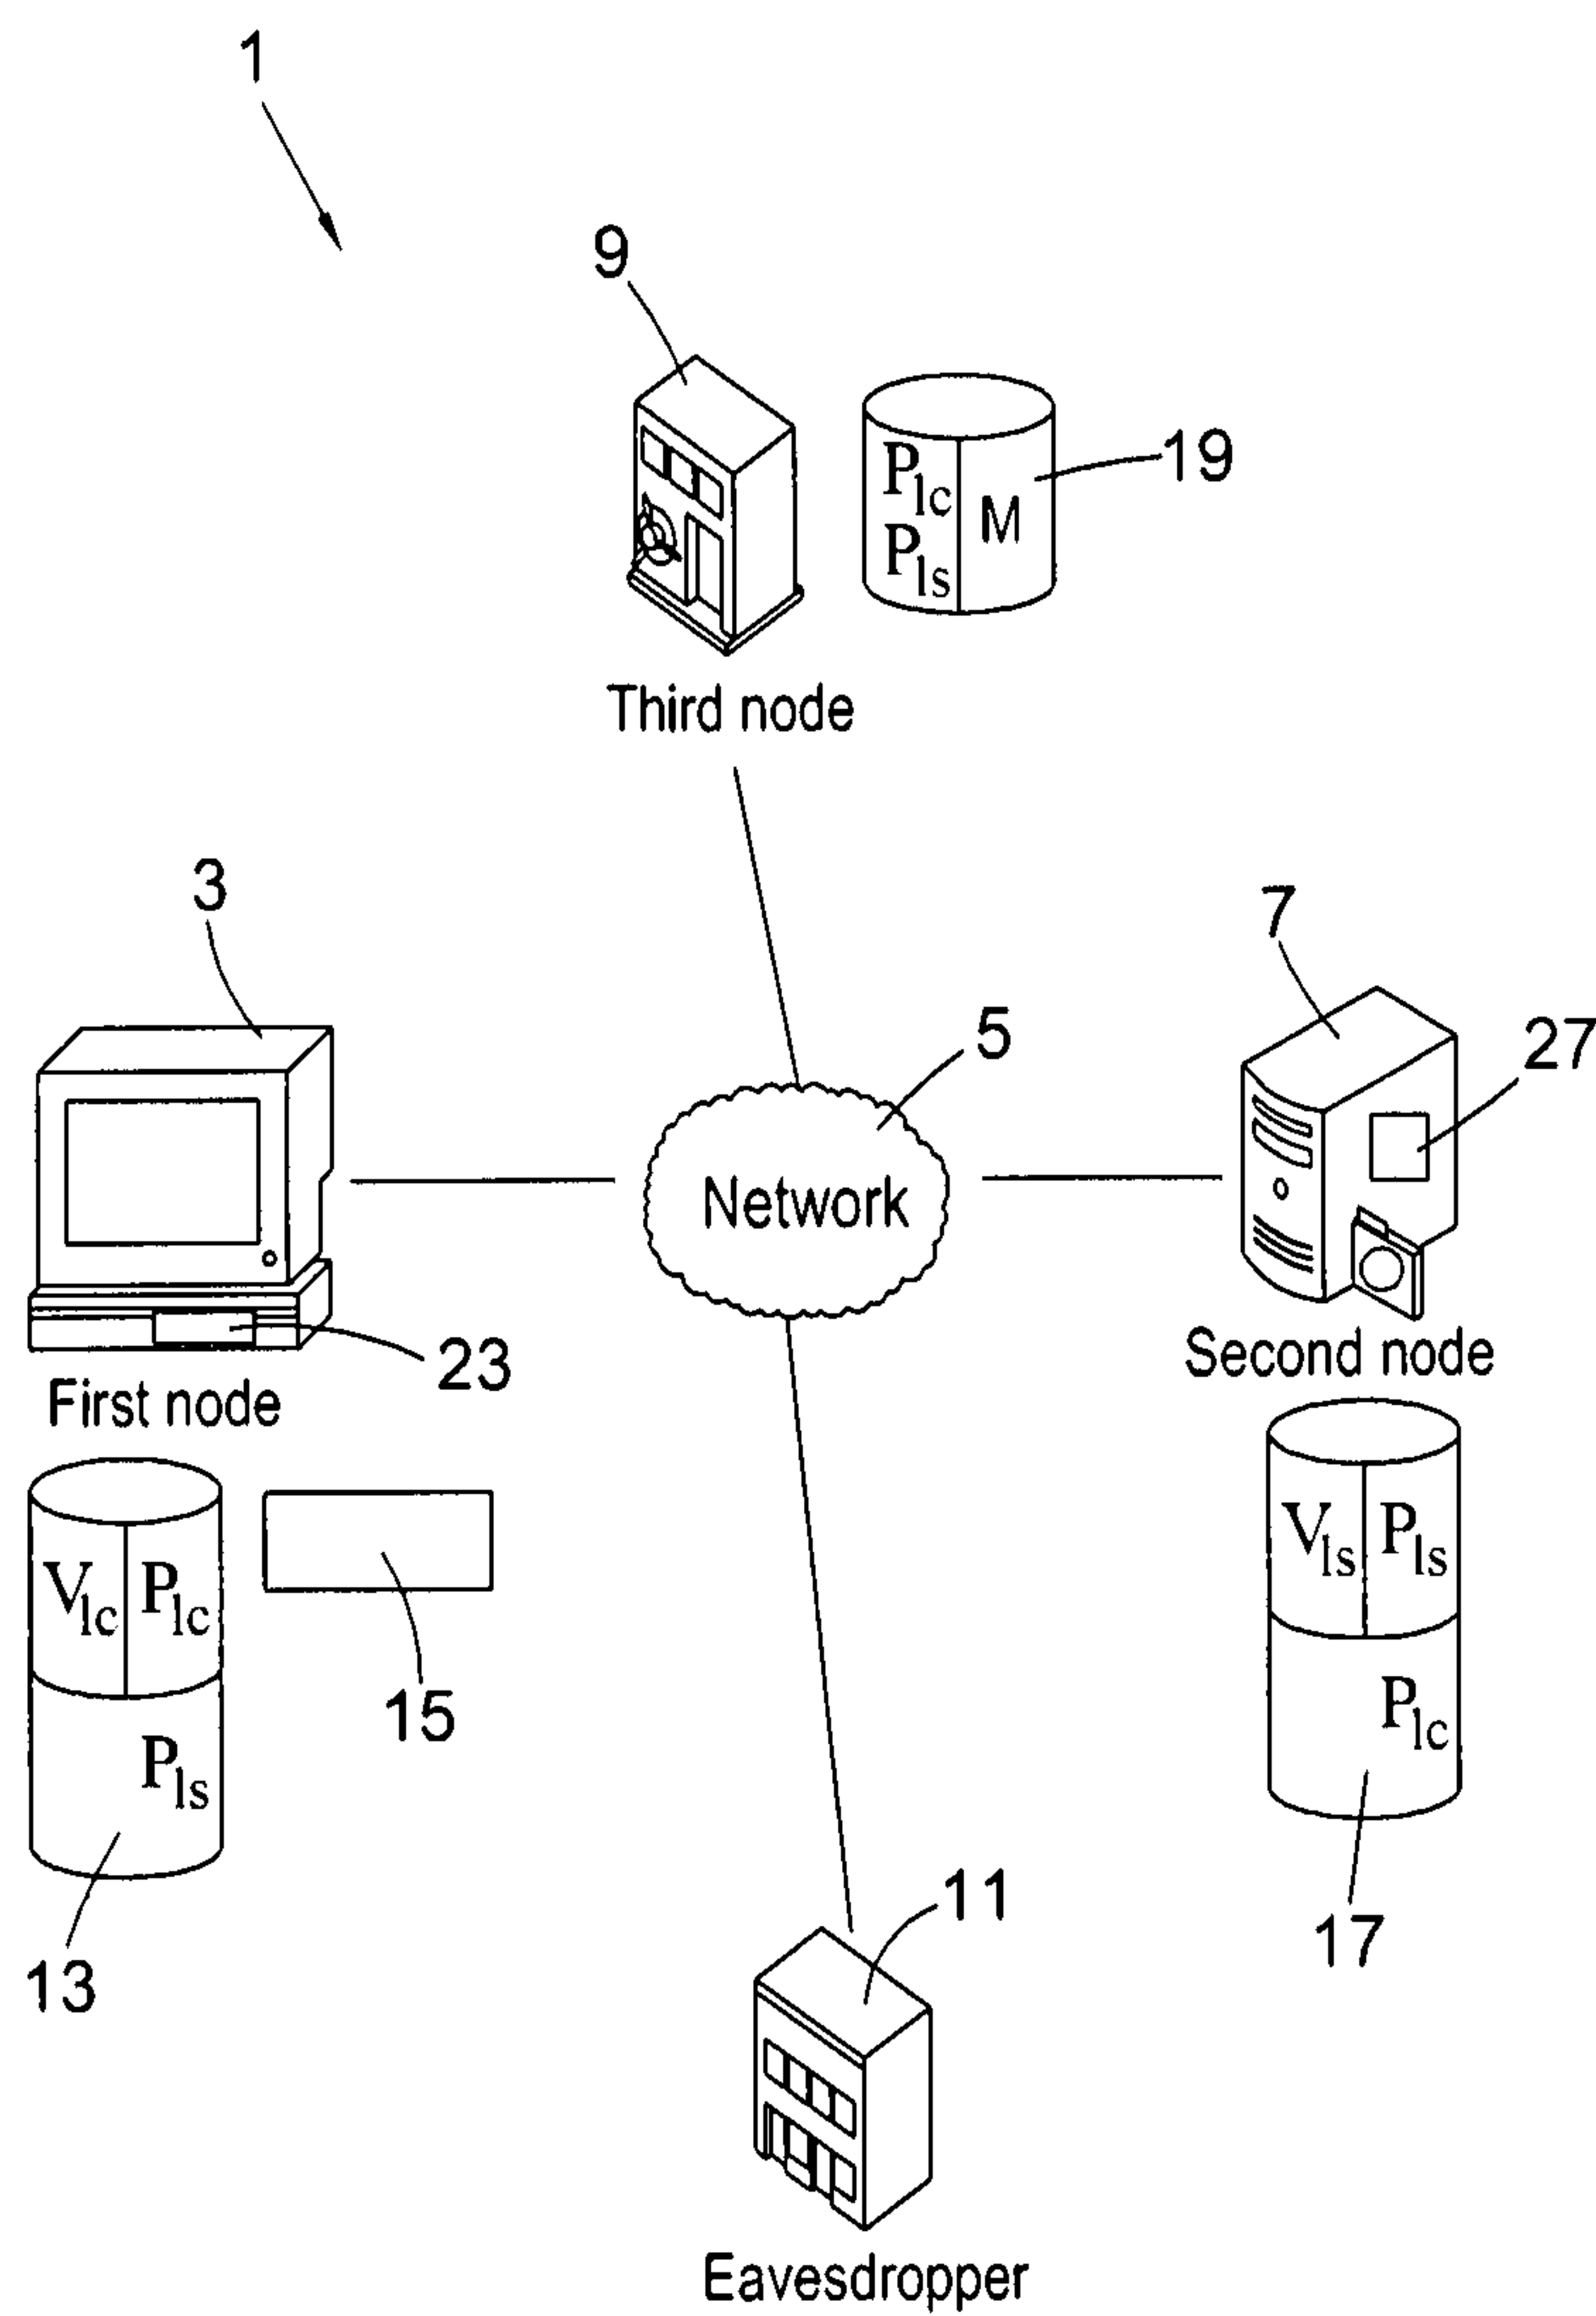 1
9
P1c
P1s
M
19
Third node
3
7
5
27
Network
23
First node
Second node
V1c
P1c
P1s
15
V1s
P1s
P1c
13
11
17
Eavesdropper